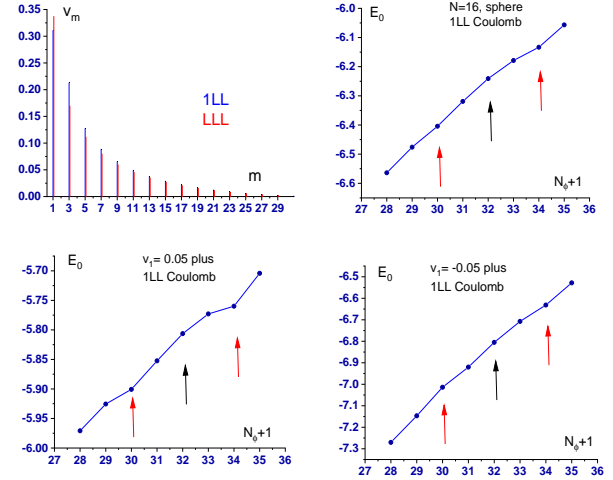 v_m
0.35
0.30
0.25
0.20
0.15
0.10
0.05
0.00
1LL
LLL
m
1 3 5 7 9 11 13 15 17 19 21 23 25 27 29
E_0
N=16, sphere
1LL Coulomb
-6.0
-6.1
-6.2
-6.3
-6.4
-6.5
-6.6
N_ϕ+1
27 28 29 30 31 32 33 34 35 36
E_0
v_1= 0.05 plus
1LL Coulomb
-5.70
-5.75
-5.80
-5.85
-5.90
-5.95
-6.00
N_ϕ+1
27 28 29 30 31 32 33 34 35 36
E_0
v_1= -0.05 plus
1LL Coulomb
-6.5
-6.6
-6.7
-6.8
-6.9
-7.0
-7.1
-7.2
-7.3
N_ϕ+1
27 28 29 30 31 32 33 34 35 36